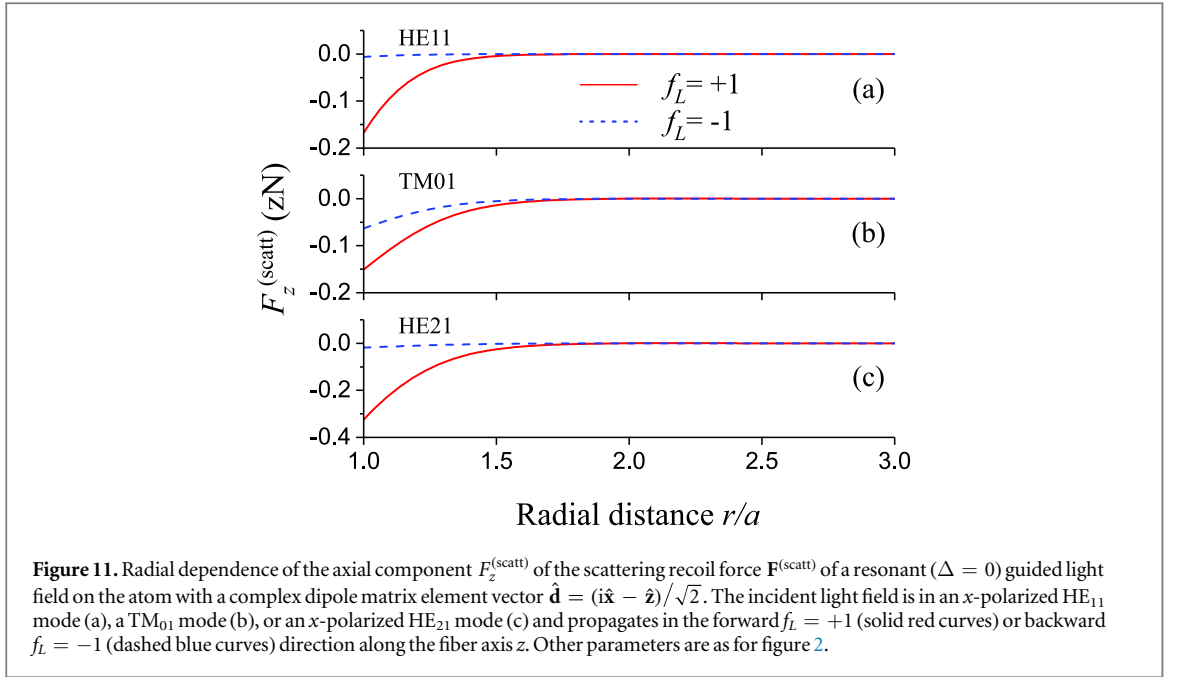 HE11
0.0
-0.1
-0.2
f_L= +1
f_L= -1
(a)
TM01
0.0
-0.1
-0.2
(b)
HE21
0.0
-0.2
-0.4
(c)
F_z^(scatt) (zN)
1.0 1.5 2.0 2.5 3.0
Radial distance r/a
Figure 11. Radial dependence of the axial component F_z^(scatt) of the scattering recoil force F^(scatt) of a resonant (Δ = 0) guided light
field on the atom with a complex dipole matrix element vector d̂ = (ix̂ − ẑ)/√2. The incident light field is in an x-polarized HE₁₁
mode (a), a TM₀₁ mode (b), or an x-polarized HE₂₁ mode (c) and propagates in the forward f_L = +1 (solid red curves) or backward
f_L = −1 (dashed blue curves) direction along the fiber axis z. Other parameters are as for figure 2.